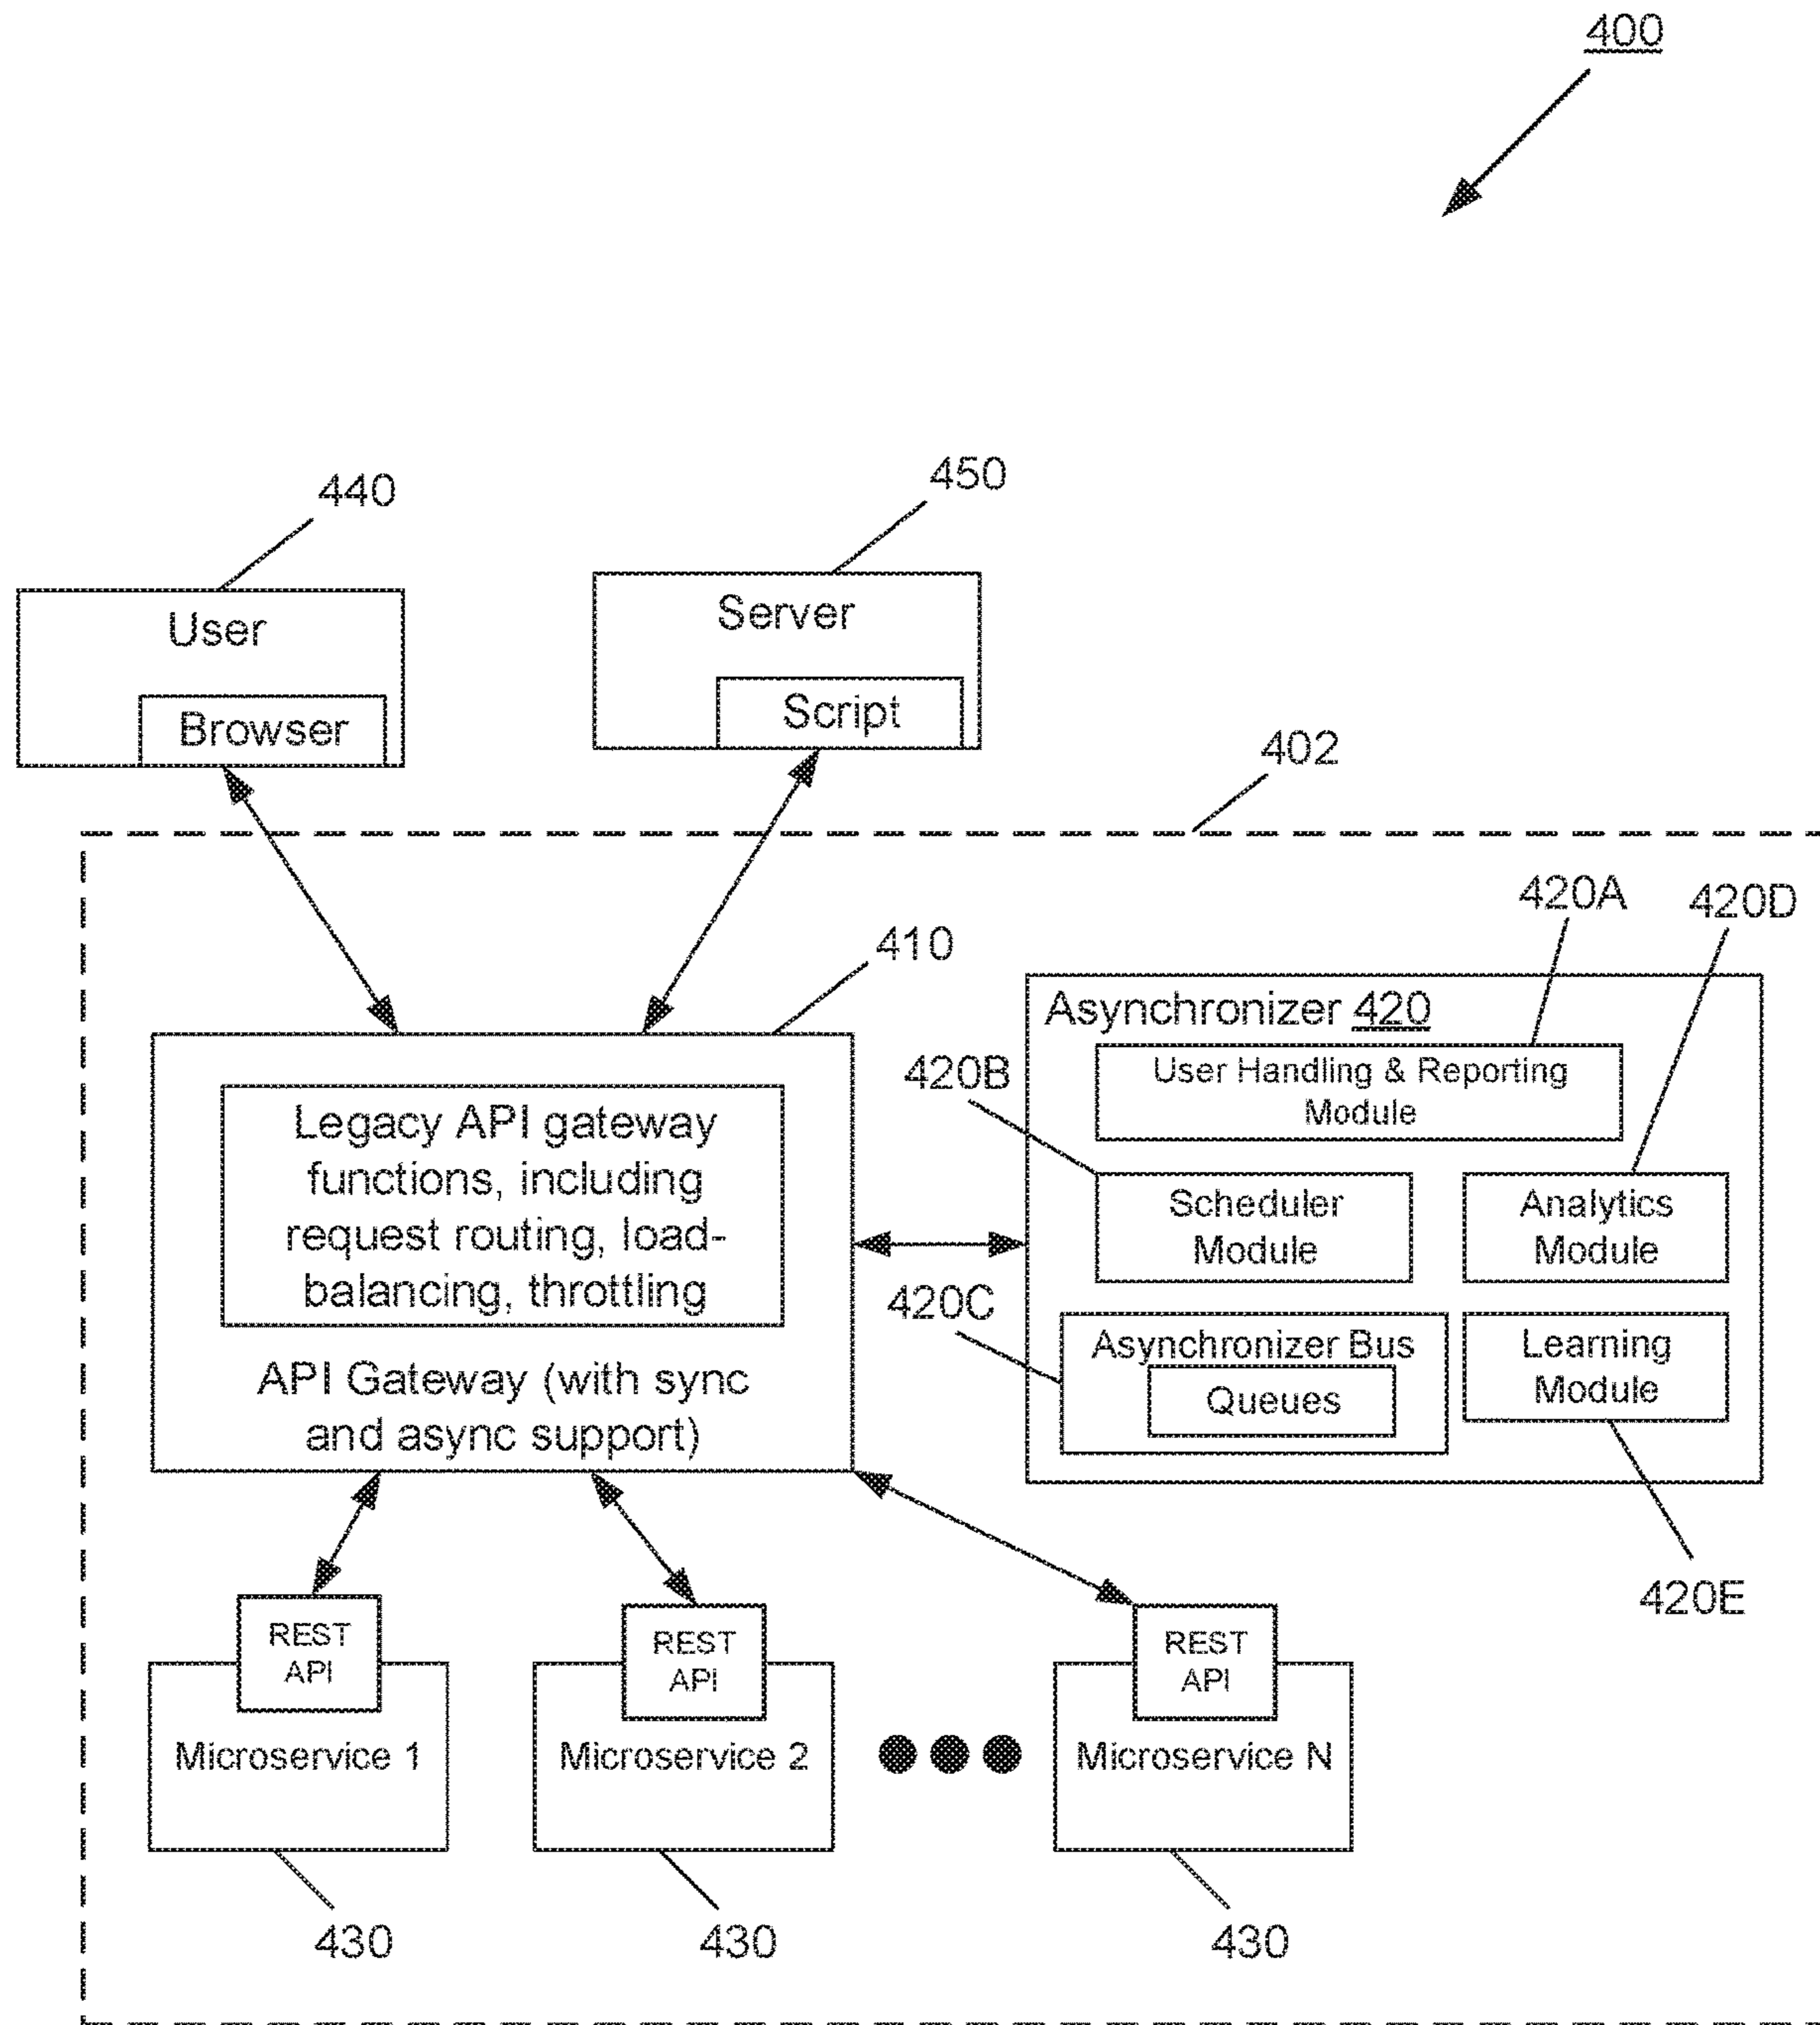 400
440
450
User
Browser
Server
Script
402
420A
420D
410
Asynchronizer 420
User Handling & Reporting
Module
420B
Scheduler
Module
Analytics
Module
Legacy API gateway
functions, including
request routing, load-
balancing, throttling
API Gateway (with sync
and async support)
420C
Asynchronizer Bus
Queues
Learning
Module
420E
REST
API
Microservice 1
REST
API
Microservice 2
REST
API
Microservice N
430
430
430